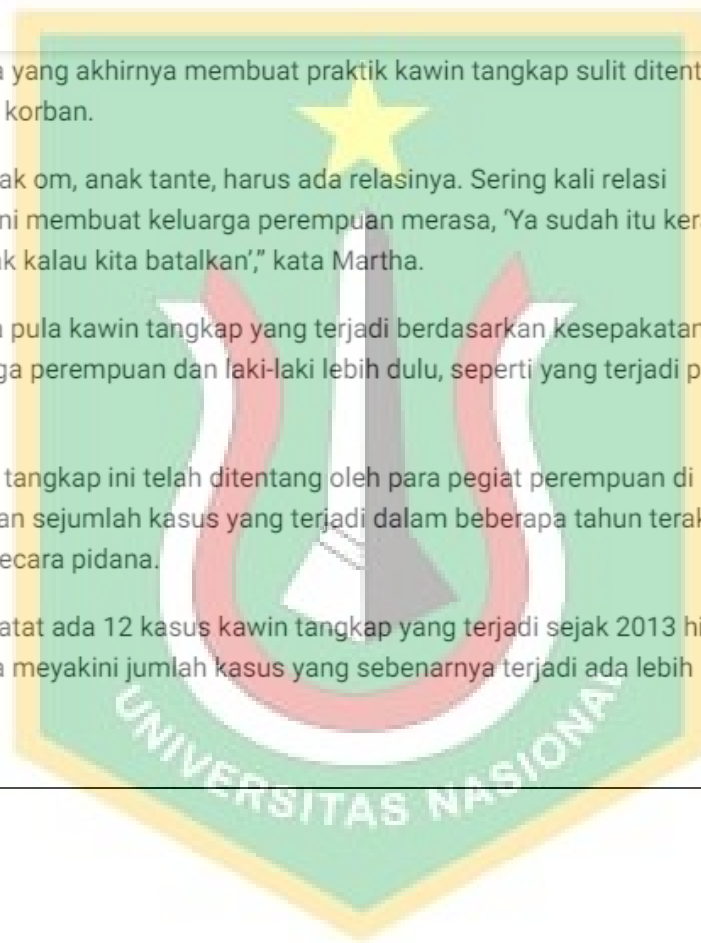 yang akhirnya membuat praktik kawin tangkap sulit ditent
korban.
ak om, anak tante, harus ada relasinya. Sering kali relasi
ni membuat keluarga perempuan merasa, ‘Ya sudah itu ker
k kalau kita batalkan’,” kata Martha.
pula kawin tangkap yang terjadi berdasarkan kesepakatan
ga perempuan dan laki-laki lebih dulu, seperti yang terjadi p
tangkap ini telah ditentang oleh para pegiat perempuan di
an sejumlah kasus yang terjadi dalam beberapa tahun terak
ecara pidana.
atat ada 12 kasus kawin tangkap yang terjadi sejak 2013 hi
a meyakini jumlah kasus yang sebenarnya terjadi ada lebih
UNIVERSITAS NASIONAL